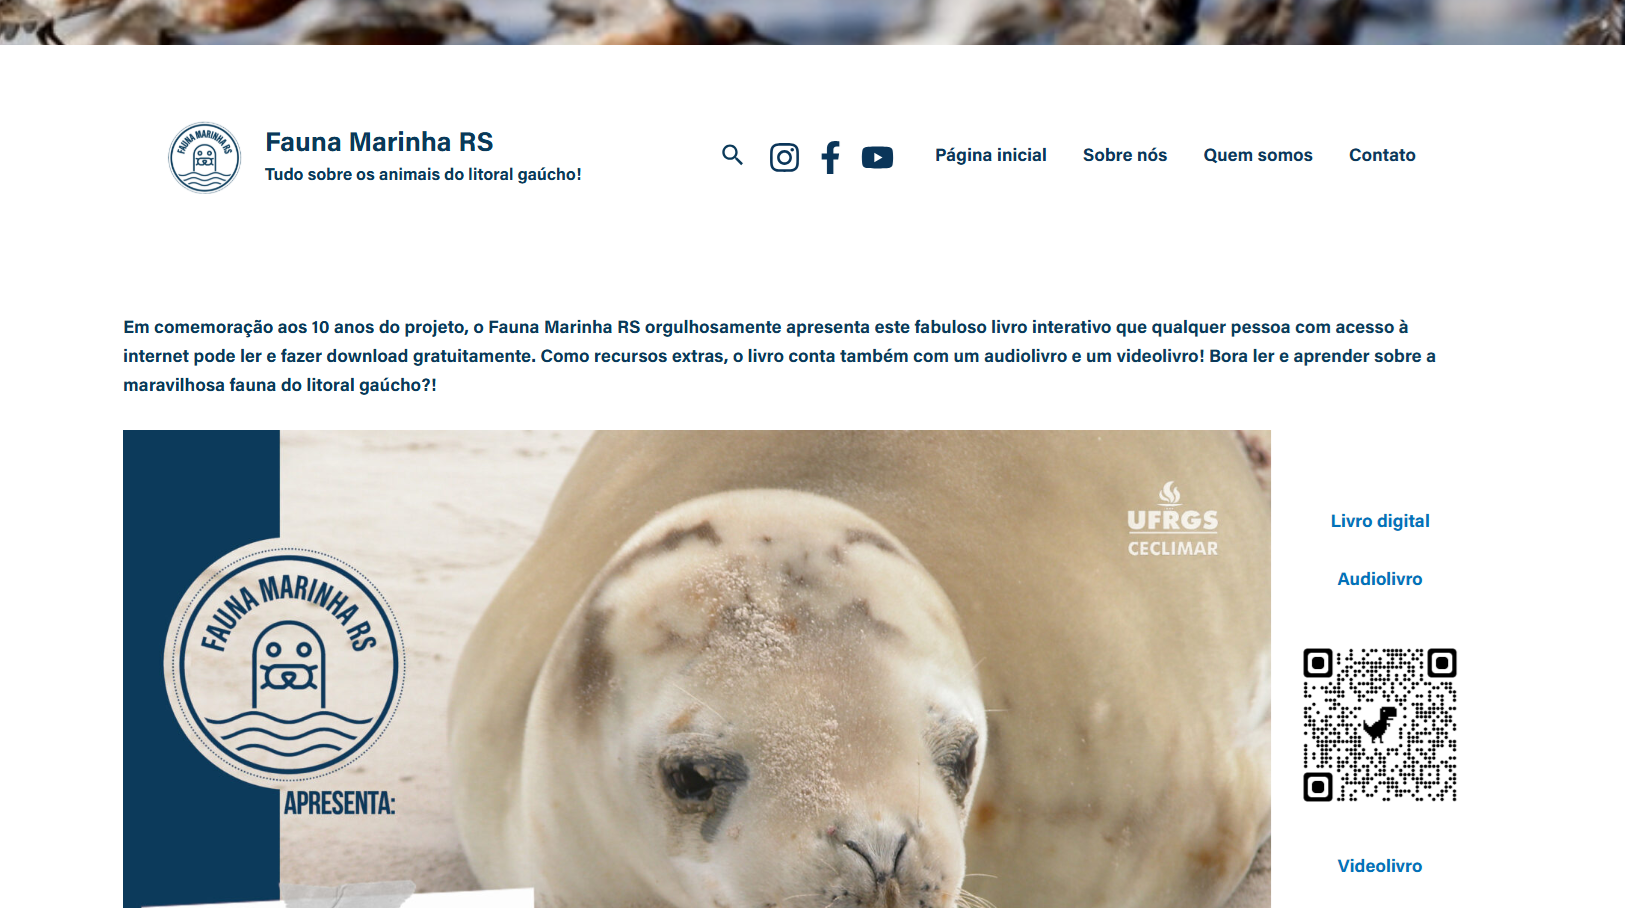 FAUNA MARINHA RS
Fauna Marinha RS
Tudo sobre os animais do litoral gaúcho!
Página inicial
Sobre nós
Quem somos
Contato
Em comemoração aos 10 anos do projeto, o Fauna Marinha RS orgulhosamente apresenta este fabuloso livro interativo que qualquer pessoa com acesso à
internet pode ler e fazer download gratuitamente. Como recursos extras, o livro conta também com um audiolivro e um videolivro! Bora ler e aprender sobre a
maravilhosa fauna do litoral gaúcho?!
UFRGS
CECLIMAR
FAUNA MARINHA RS
APRESENTA:
Livro digital
Audiolivro
Videolivro